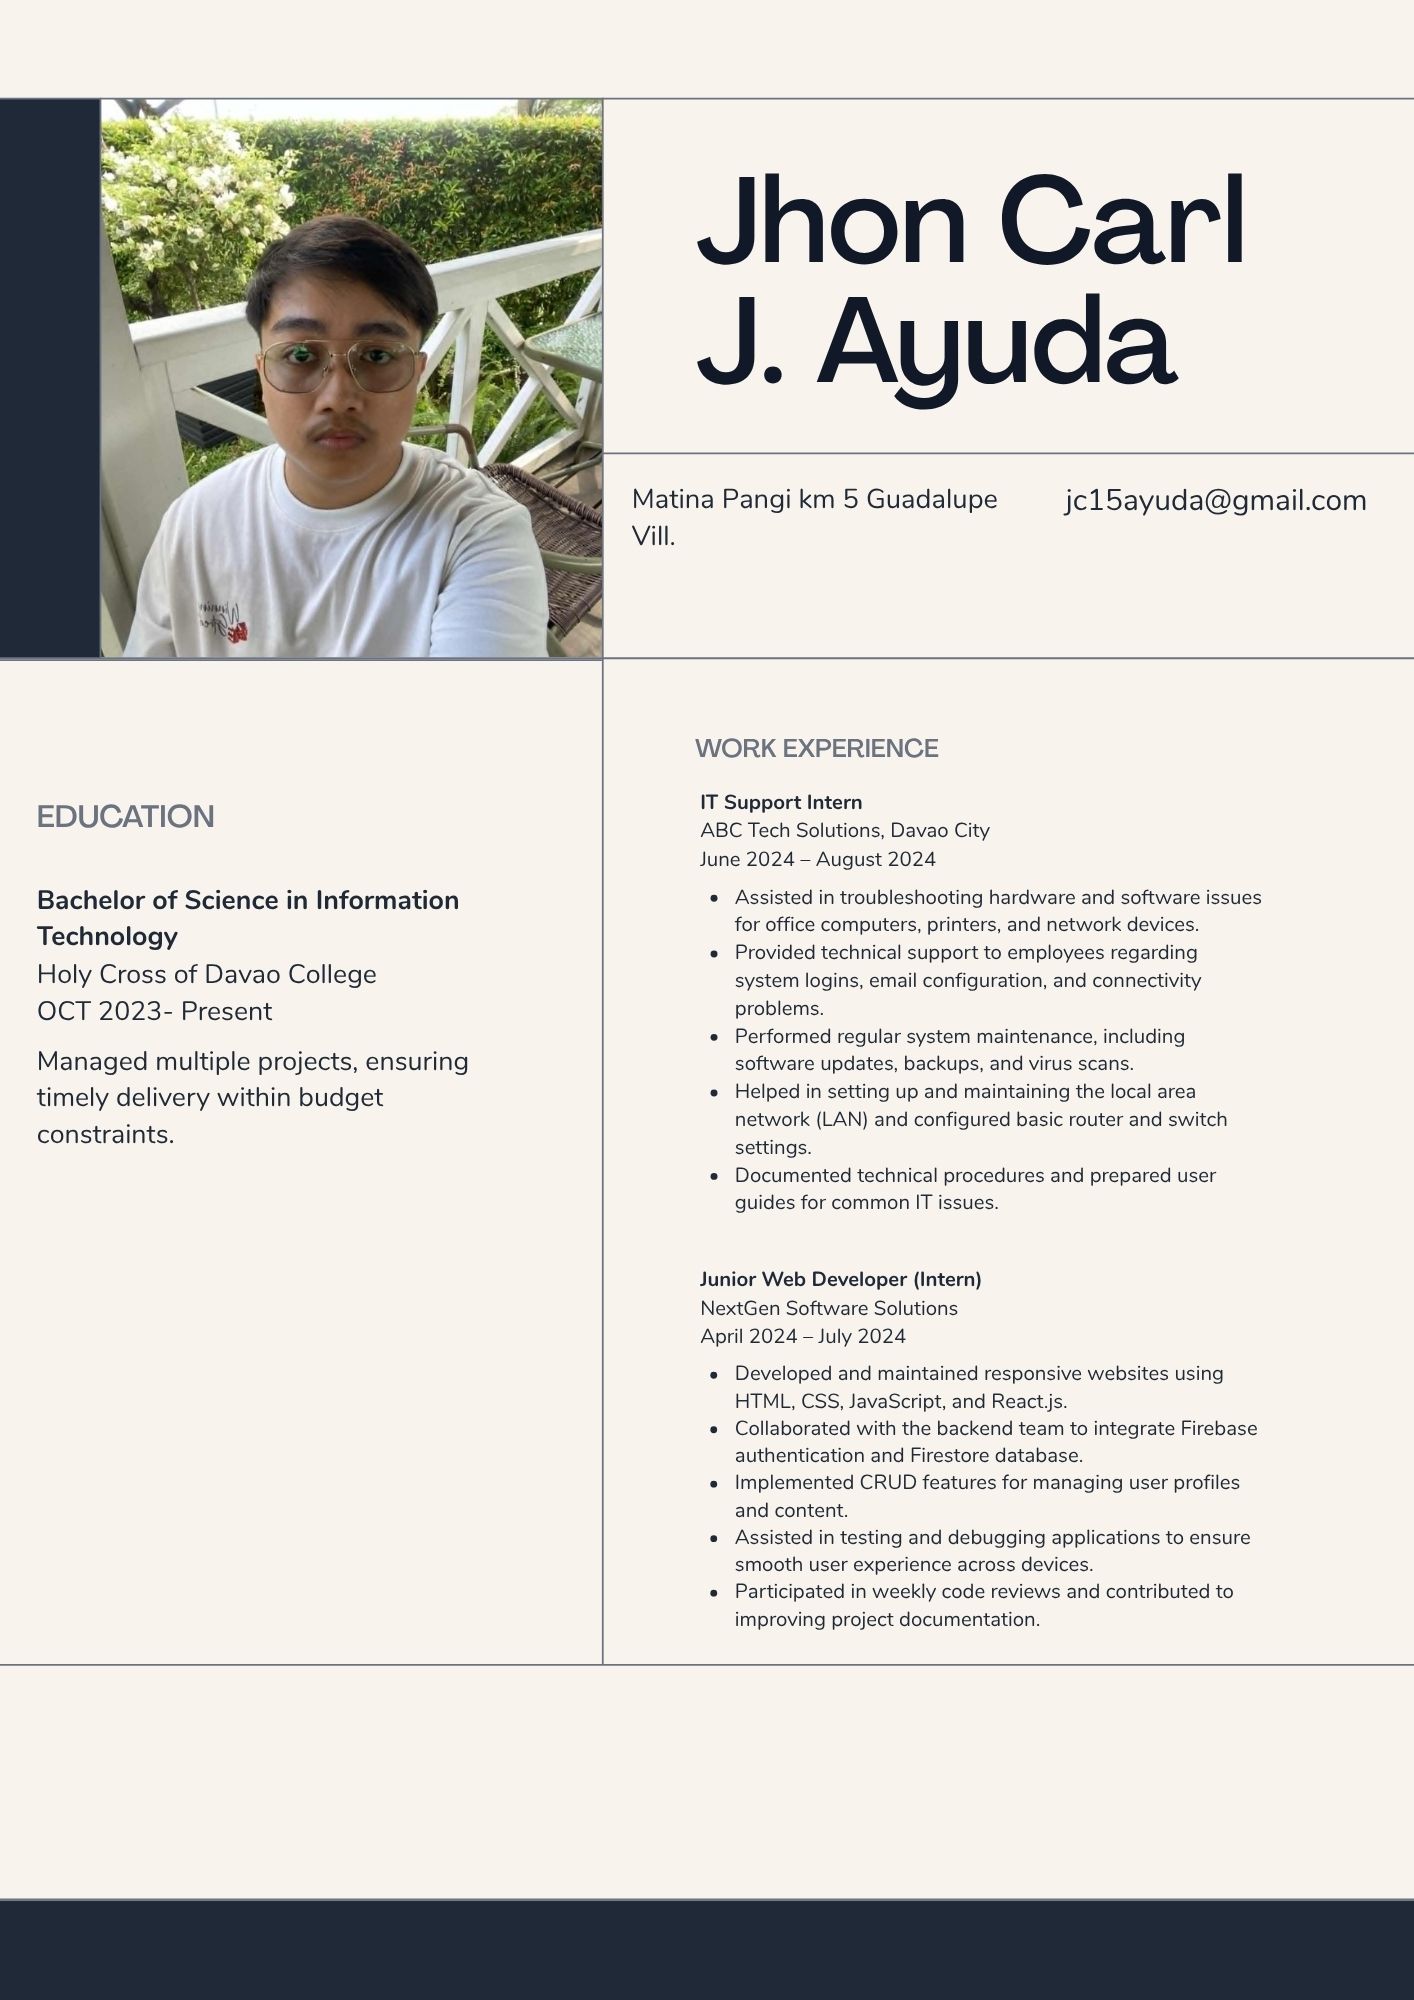 Jhon Carl
J. Ayuda
Matina Pangi km 5 Guadalupe
Vill.
jc15ayuda@gmail.com
EDUCATION
Bachelor of Science in Information
Technology
Holy Cross of Davao College
OCT 2023- Present
Managed multiple projects, ensuring
timely delivery within budget
constraints.
WORK EXPERIENCE
IT Support Intern
ABC Tech Solutions, Davao City
June 2024 – August 2024
• Assisted in troubleshooting hardware and software issues
for office computers, printers, and network devices.
• Provided technical support to employees regarding
system logins, email configuration, and connectivity
problems.
• Performed regular system maintenance, including
software updates, backups, and virus scans.
• Helped in setting up and maintaining the local area
network (LAN) and configured basic router and switch
settings.
• Documented technical procedures and prepared user
guides for common IT issues.
Junior Web Developer (Intern)
NextGen Software Solutions
April 2024 – July 2024
• Developed and maintained responsive websites using
HTML, CSS, JavaScript, and React.js.
• Collaborated with the backend team to integrate Firebase
authentication and Firestore database.
• Implemented CRUD features for managing user profiles
and content.
• Assisted in testing and debugging applications to ensure
smooth user experience across devices.
• Participated in weekly code reviews and contributed to
improving project documentation.